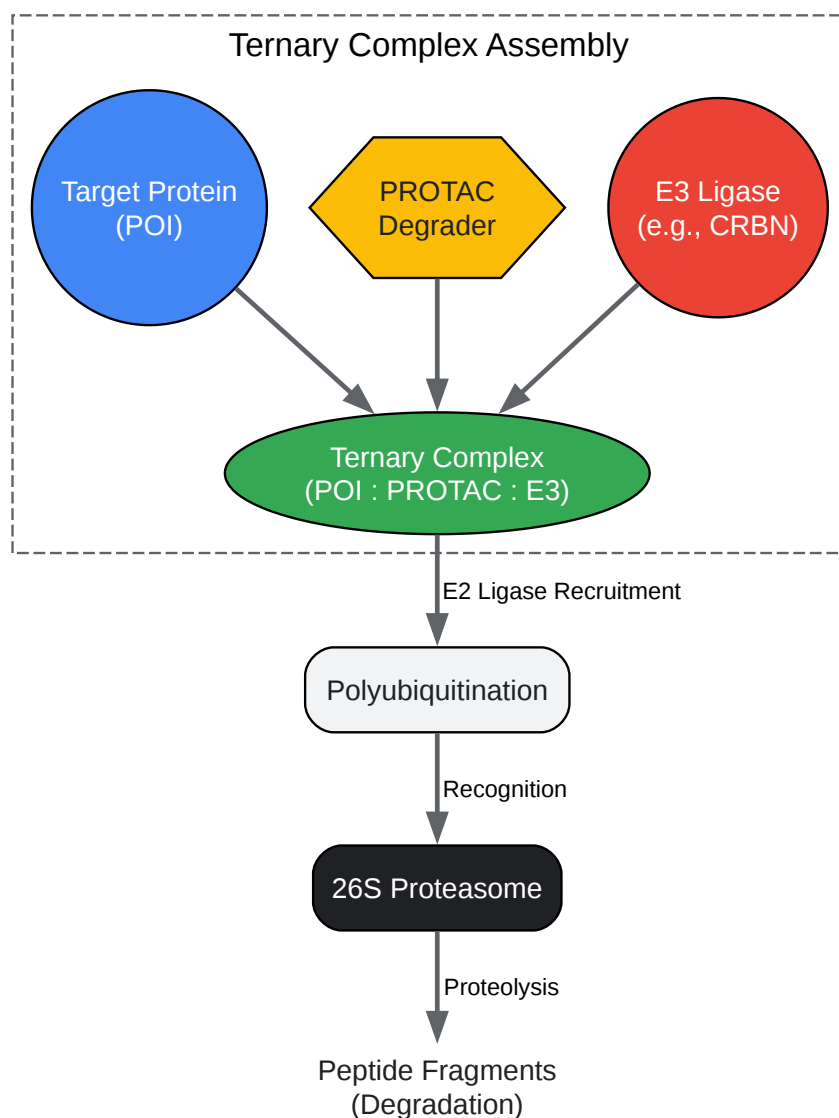 Ternary Complex Assembly
Target Protein
(POI)
PROTAC
Degrader
E3 Ligase
(e.g., CRBN)
Ternary Complex
(POI : PROTAC : E3)
E2 Ligase Recruitment
Polyubiquitination
Recognition
26S Proteasome
Proteolysis
Peptide Fragments
(Degradation)